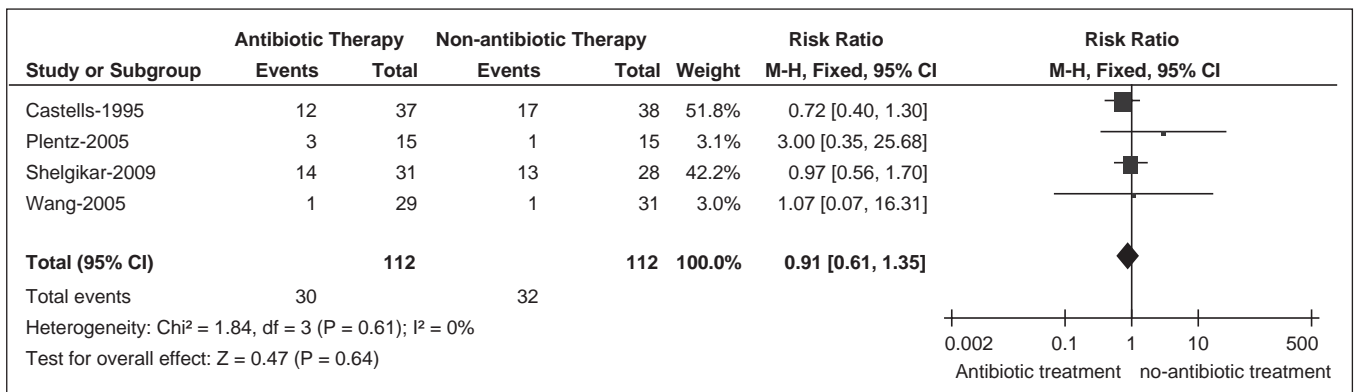 Antibiotic Therapy Non-antibiotic Therapy Risk Ratio Risk Ratio
Study or Subgroup Events Total Events Total Weight M-H, Fixed, 95% CI M-H, Fixed, 95% CI
Castells-1995 12 37 17 38 51.8% 0.72 [0.40, 1.30]
Plentz-2005 3 15 1 15 3.1% 3.00 [0.35, 25.68]
Shelgikar-2009 14 31 13 28 42.2% 0.97 [0.56, 1.70]
Wang-2005 1 29 1 31 3.0% 1.07 [0.07, 16.31]
Total (95% CI) 112 112 100.0% 0.91 [0.61, 1.35]
Total events 30 32
Heterogeneity: Chi² = 1.84, df = 3 (P = 0.61); I² = 0%
Test for overall effect: Z = 0.47 (P = 0.64)
0.002 0.1 1 10 500
Antibiotic treatment no-antibiotic treatment